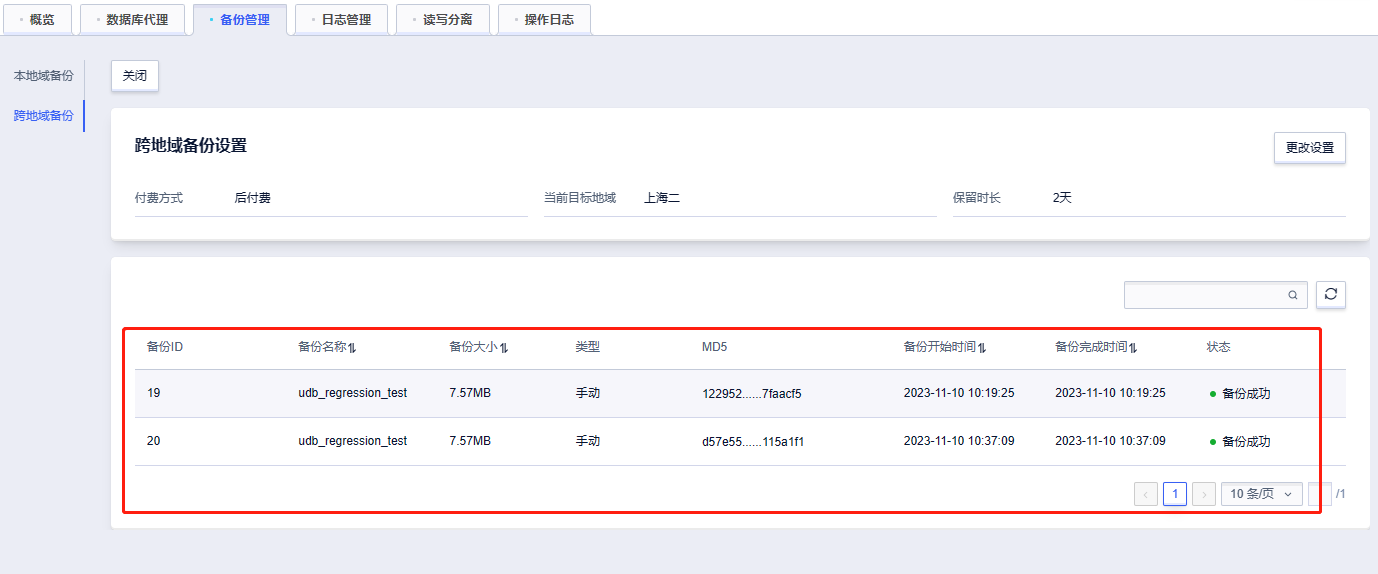 概览 数据库代理 备份管理 日志管理 读写分离 操作日志
本地域备份 关闭
跨地域备份
跨地域备份设置 更改设置
付费方式 后付费 当前目标地域 上海二 保留时长 2天
备份ID 备份名称 备份大小 类型 MD5 备份开始时间 备份完成时间 状态
19 udb_regression_test 7.57MB 手动 122952......7faacf5 2023-11-10 10:19:25 2023-11-10 10:19:25 备份成功
20 udb_regression_test 7.57MB 手动 d57e55......115a1f1 2023-11-10 10:37:09 2023-11-10 10:37:09 备份成功
1 10 条/页 /1